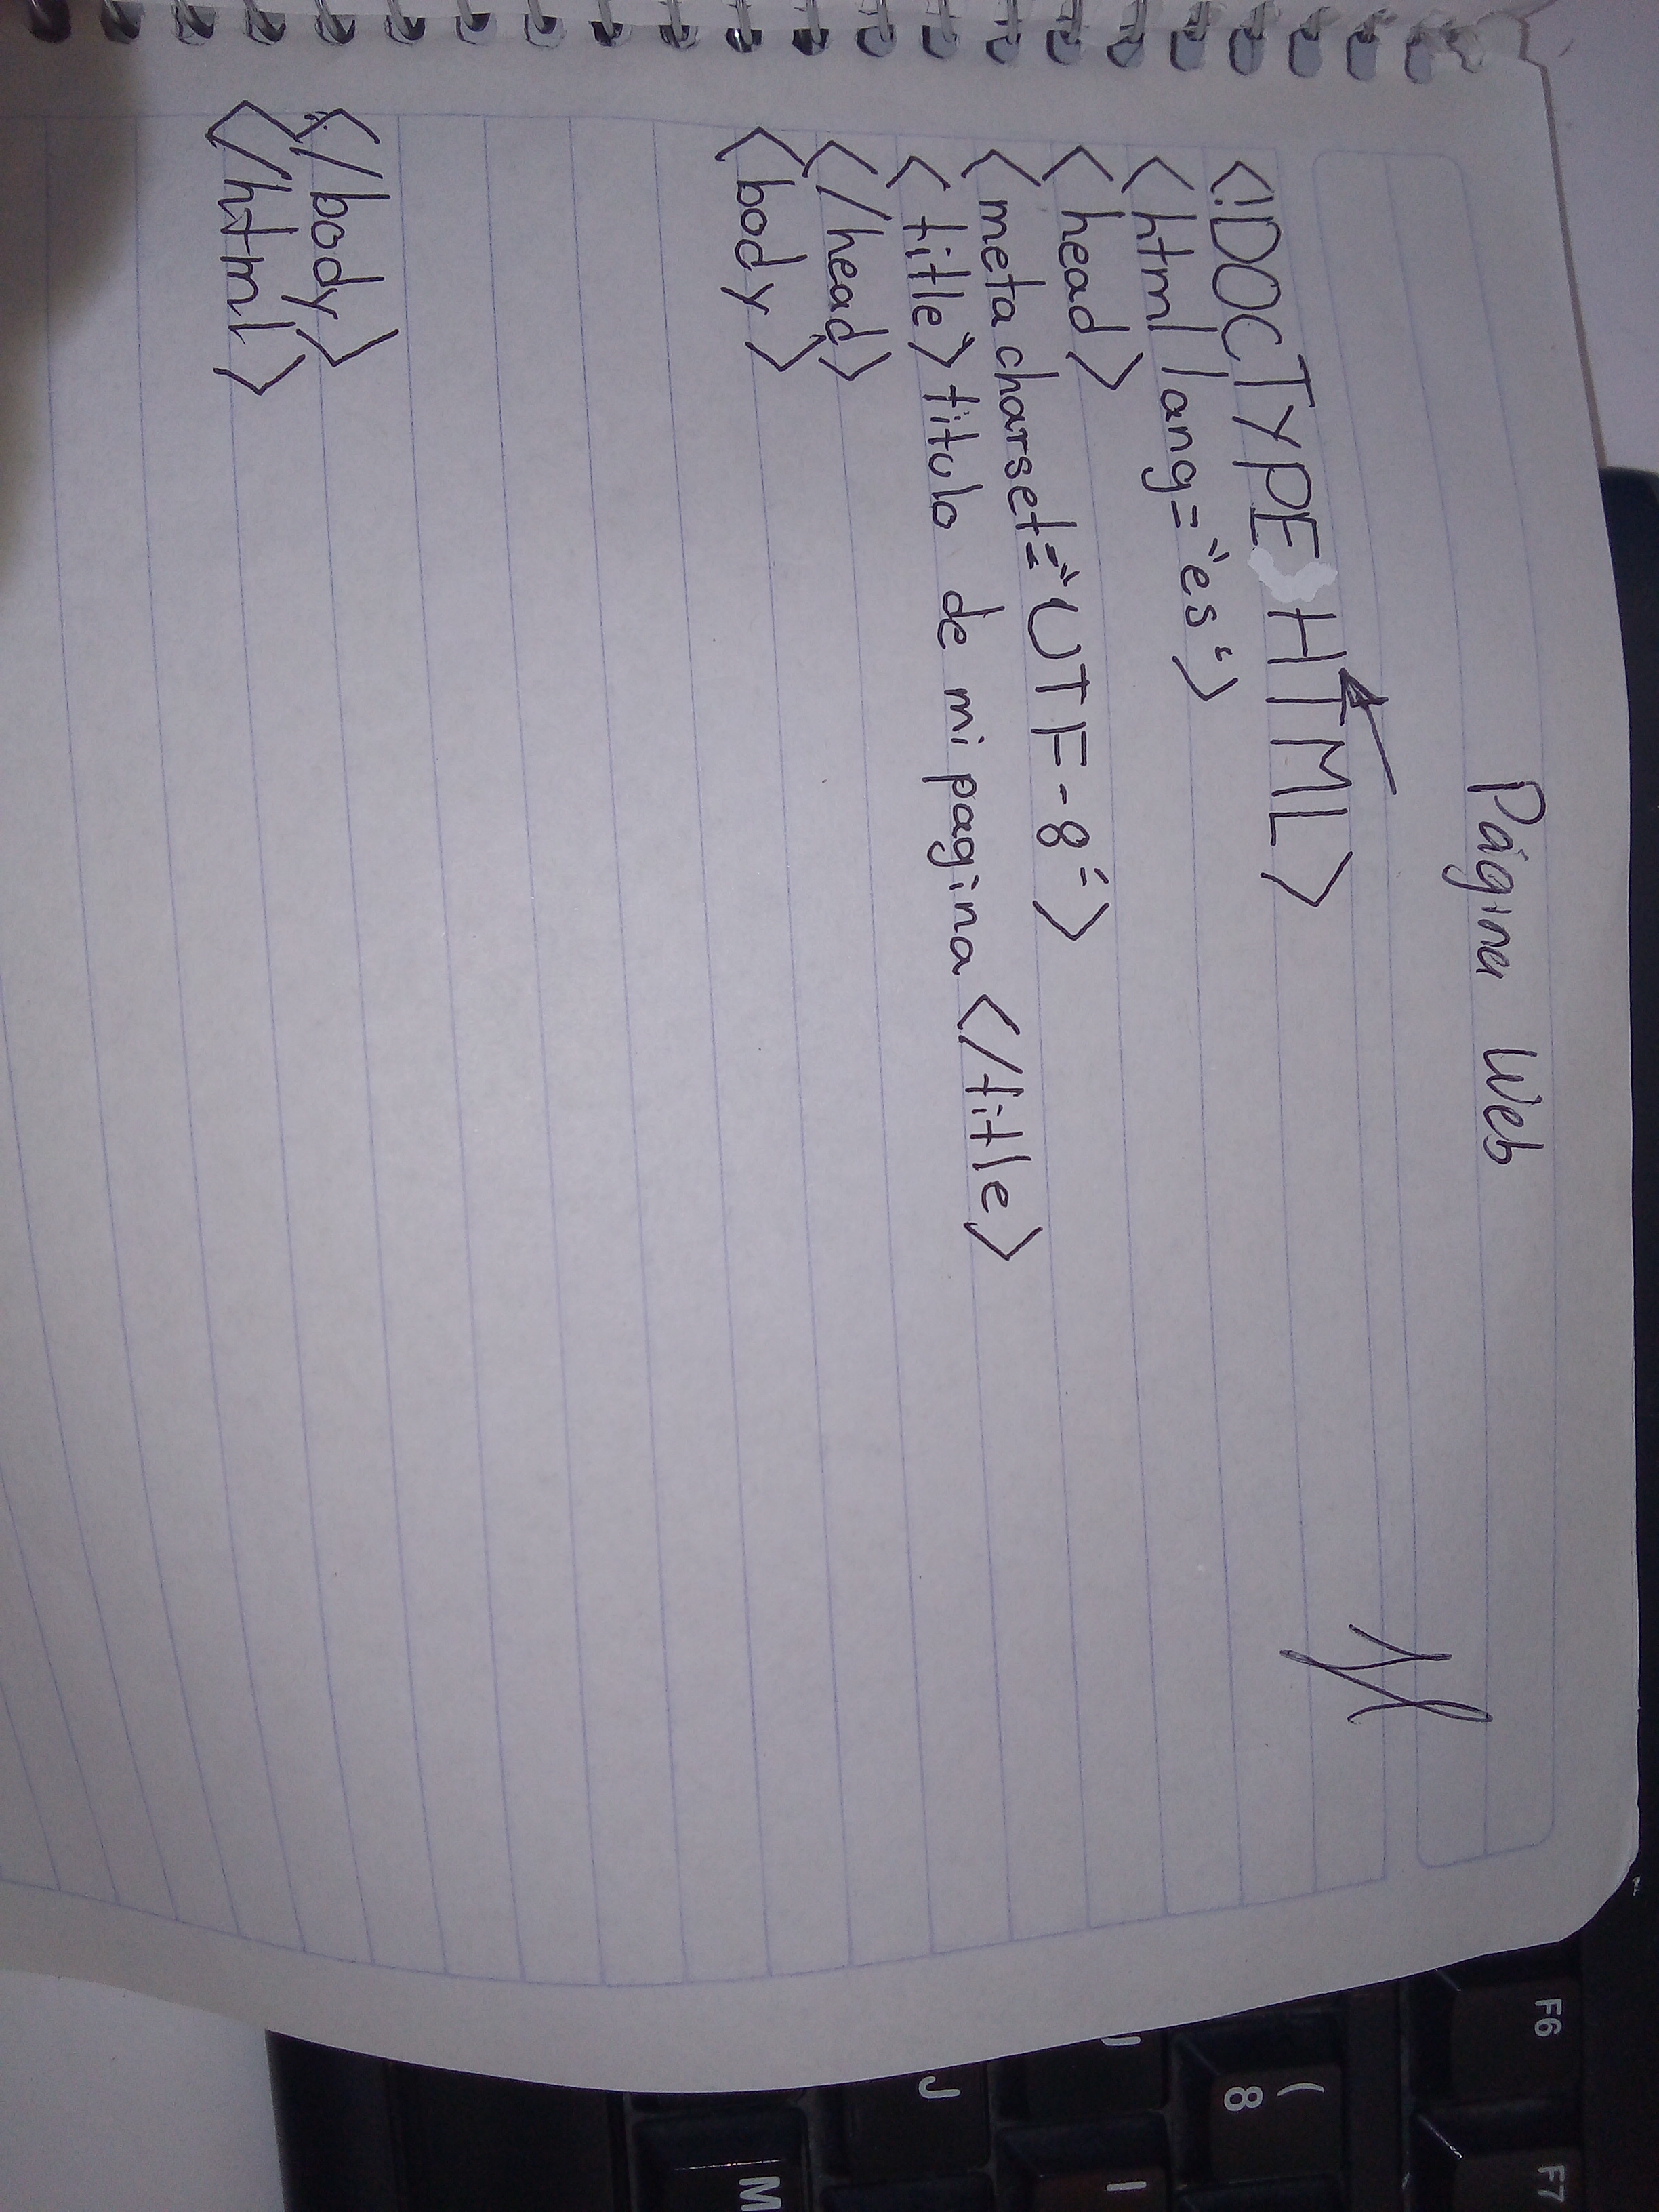 Página Web
<!DOCTYPE HTML>
<html lang="es">
<head>
<meta charset="UTF-8">
<title>titulo de mi pagina </title>
</head>
<body>
</body>
</html>
F6
F7
(
8
U
J
I
M